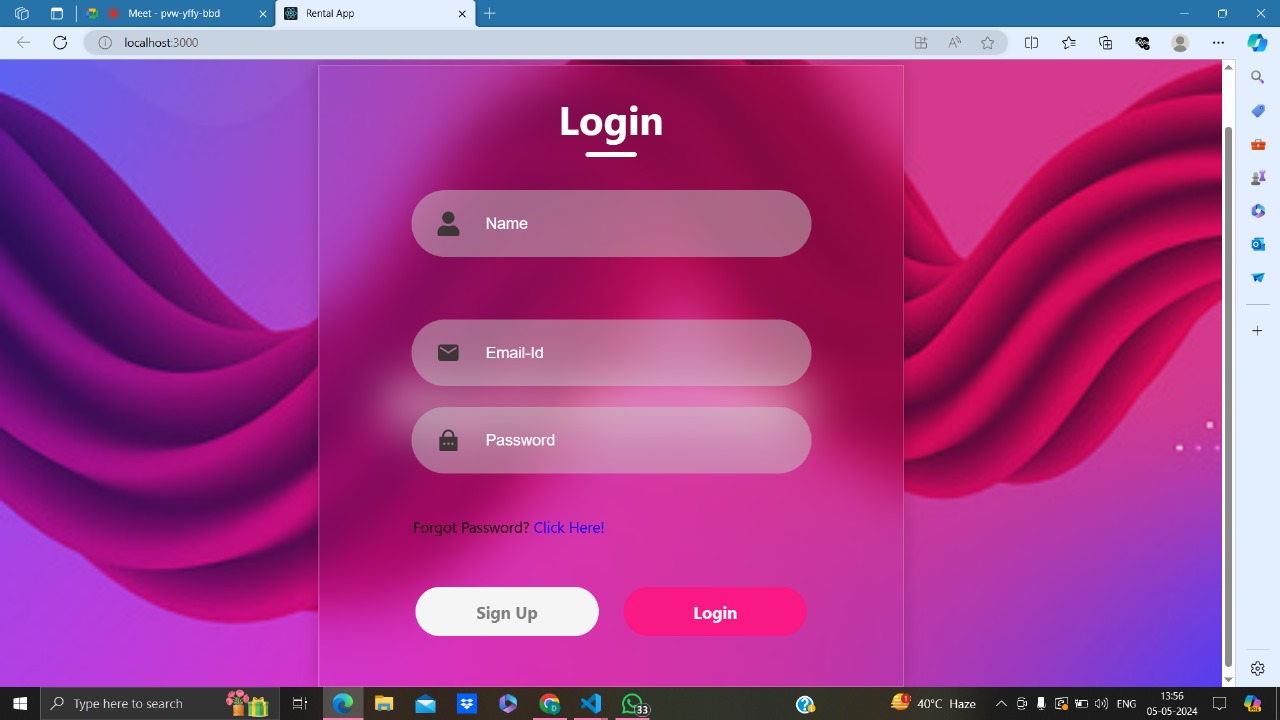 Meet - pvw-yffy-bbd
Rental App
localhost:3000
Login
Name
Email-Id
Password
Forgot Password? Click Here!
Sign Up
Login
Type here to search
33
1
40°C Haze
ENG
13:56
05-05-2024